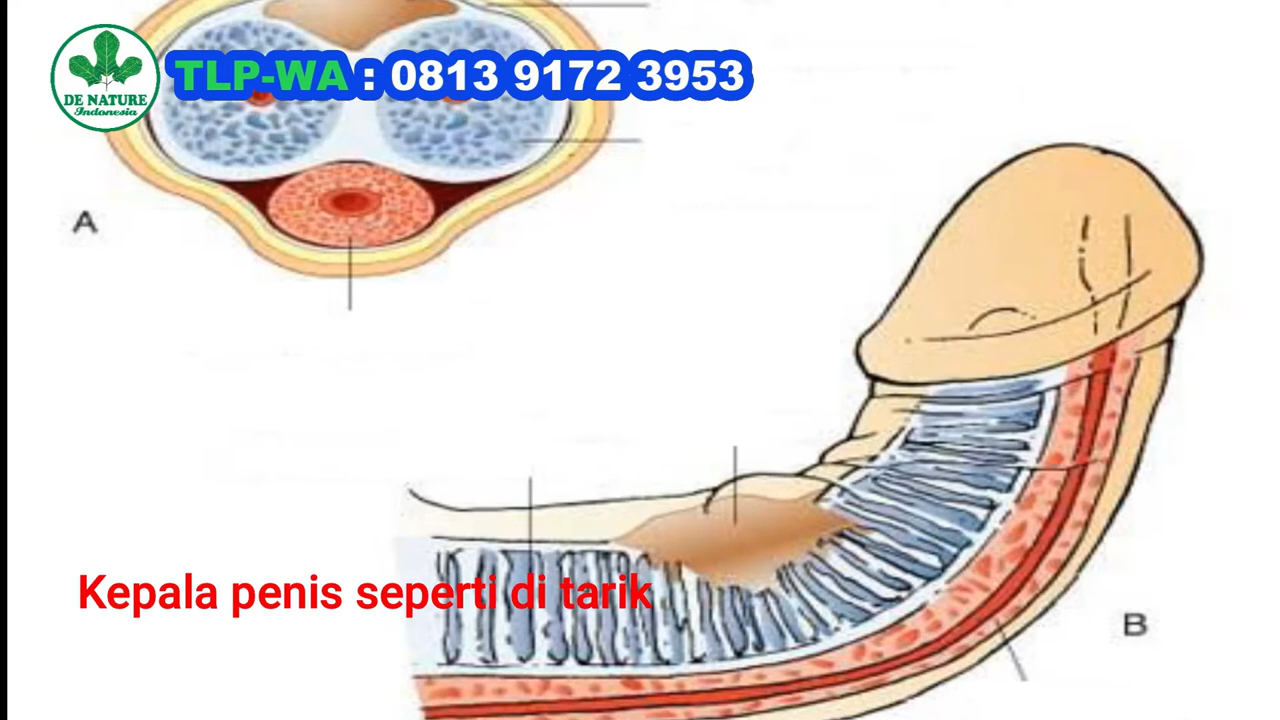 DE NATURE
Indonesia
TLP-WA : 0813 9172 3953
A
Kepala penis seperti di tarik
B